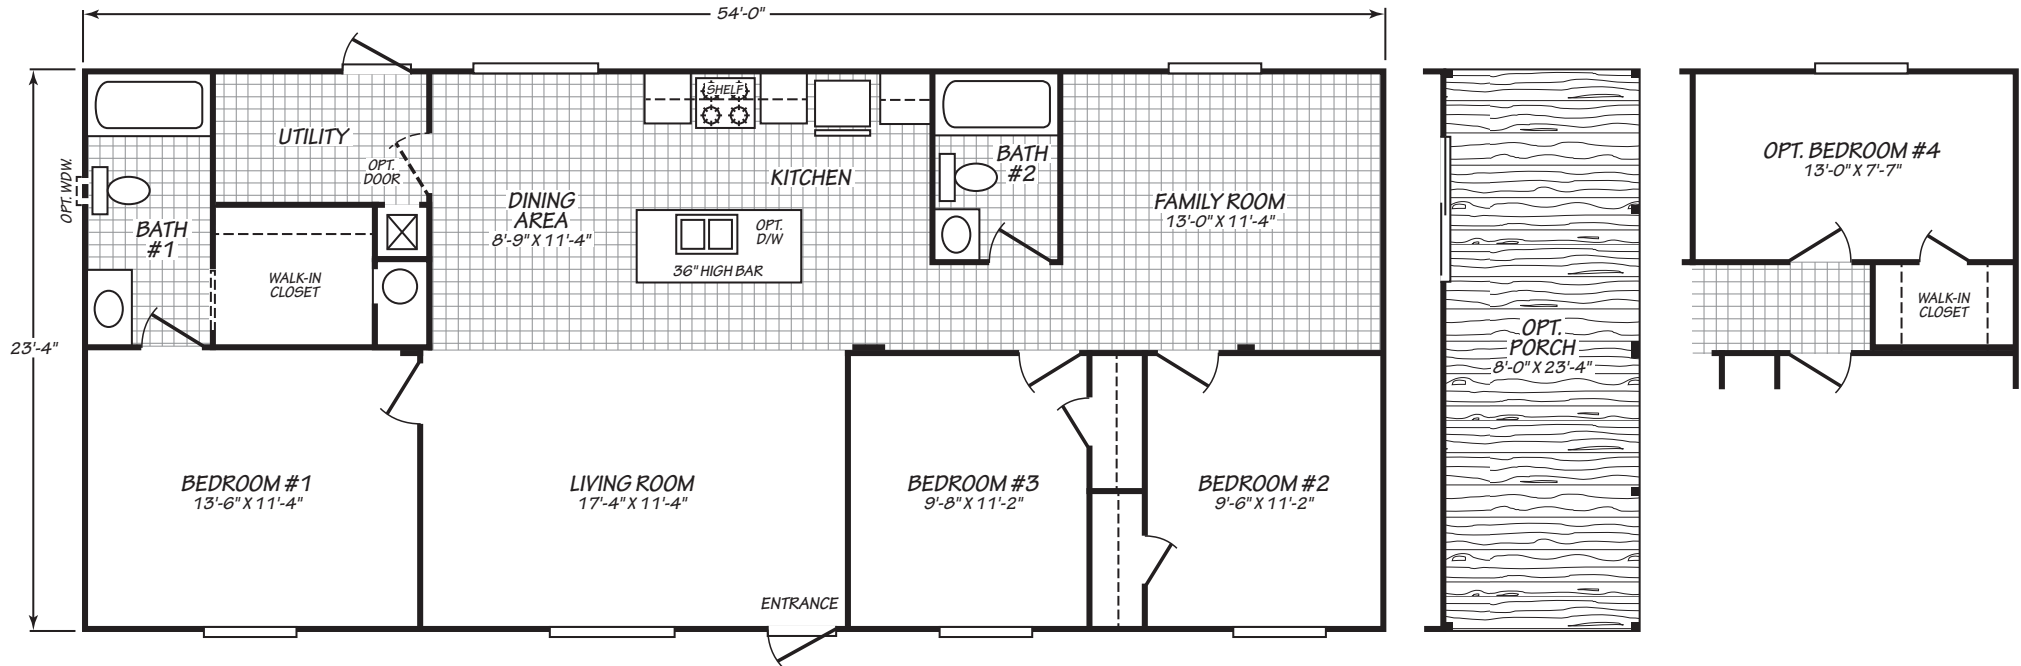 54'-0"
23'-4"
OPT. WDW.
BATH
#1
UTILITY
OPT.
DOOR
WALK-IN
CLOSET
DINING
AREA
8'-9" X 11'-4"
SHELF
KITCHEN
OPT.
D/W
36" HIGH BAR
BATH
#2
FAMILY ROOM
13'-0" X 11'-4"
BEDROOM #1
13'-6" X 11'-4"
LIVING ROOM
17'-4" X 11'-4"
ENTRANCE
BEDROOM #3
9'-8" X 11'-2"
BEDROOM #2
9'-6" X 11'-2"
OPT.
PORCH
8'-0" X 23'-4"
OPT. BEDROOM #4
13'-0" X 7'-7"
WALK-IN
CLOSET